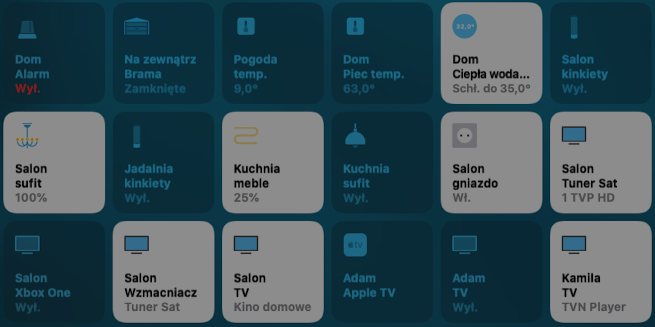 Dom
Alarm
Wył.
Na zewnątrz
Brama
Zamknięte
Pogoda
temp.
9,0°
Dom
Piec temp.
63,0°
32,0°
Dom
Ciepła woda...
Schł. do 35,0°
Salon
kinkiety
Wył.
Salon
sufit
100%
Jadalnia
kinkiety
Wył.
Kuchnia
meble
25%
Kuchnia
sufit
Wył.
Salon
gniazdo
Wł.
Salon
Tuner Sat
1 TVP HD
Salon
Xbox One
Wył.
Salon
Wzmacniacz
Tuner Sat
Salon
TV
Kino domowe
tv
Adam
Apple TV
Adam
TV
Wył.
Kamila
TV
TVN Player